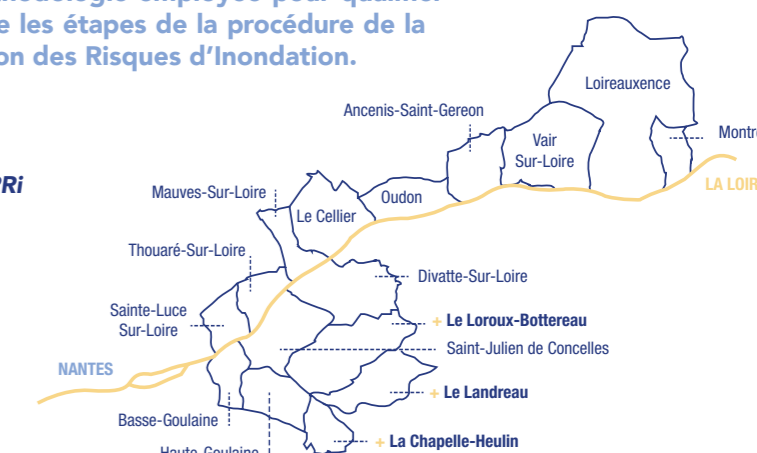 e les étapes de la procédure de la
on des Risques d'Inondation.
Loireauxence
Ancenis-Saint-Gereon
Vair
Sur-Loire
LA LOIR
Mauves-Sur-Loire
Oudon
Le Cellier
Thouaré-Sur-Loire
Divatte-Sur-Loire
Sainte-Luce
Sur-Loire
+ Le Loroux-Bottereau
Saint-Julien de Concelles
NANTES
+ Le Landreau
Basse-Goulaine
+ La Chapelle-Heulin
Haute-Goulaine